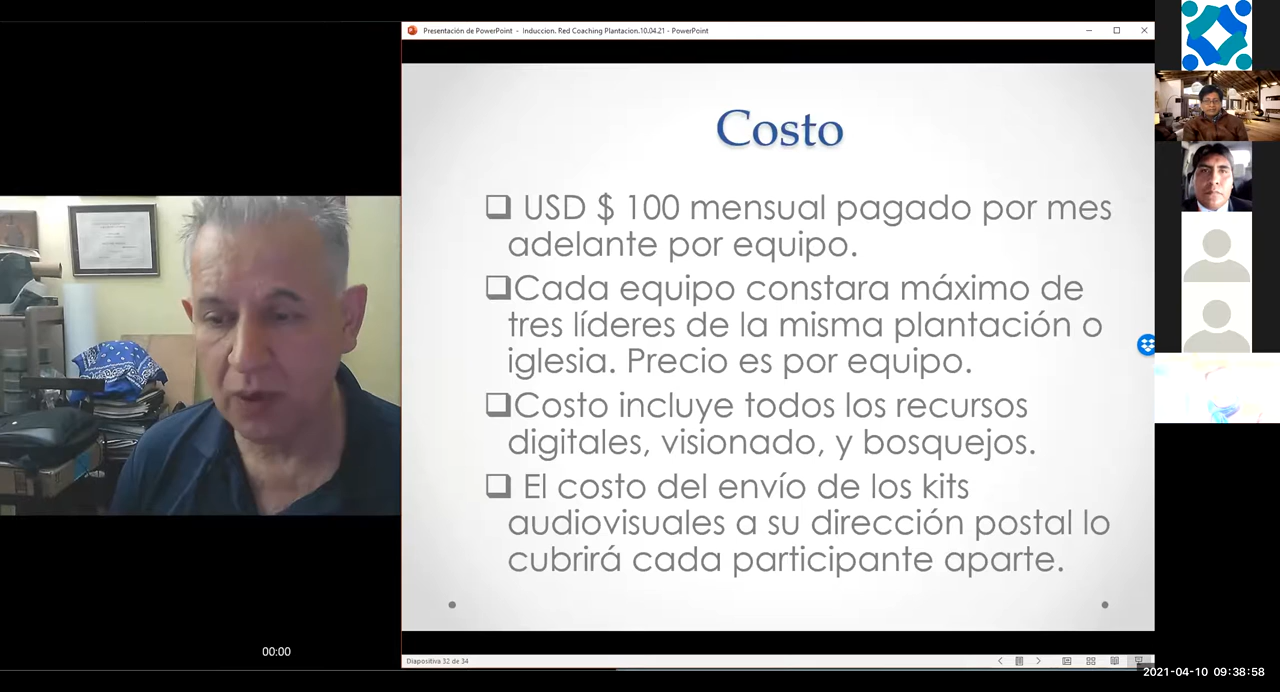 Presentación de PowerPoint - Induccion. Red Coaching Plantacion.10.04.21 - PowerPoint
Costo
USD $ 100 mensual pagado por mes
adelante por equipo.
Cada equipo constara máximo de
tres líderes de la misma plantación o
iglesia. Precio es por equipo.
Costo incluye todos los recursos
digitales, visionado, y bosquejos.
El costo del envío de los kits
audiovisuales a su dirección postal lo
cubrirá cada participante aparte.
00:00
Diapositiva 32 de 34
2021-04-10 09:38:58